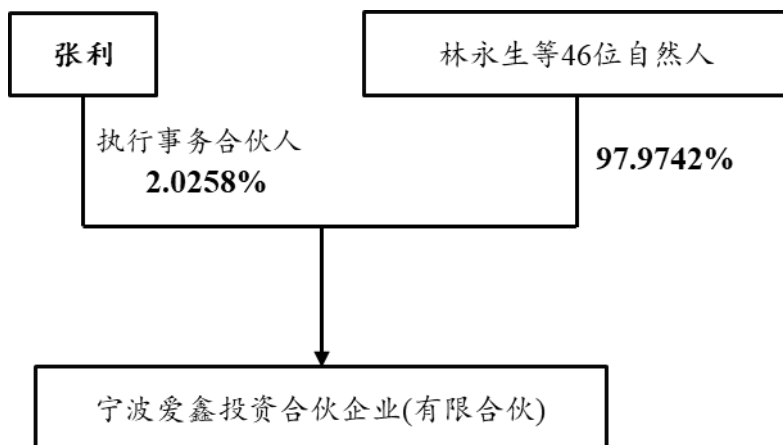 张利
林永生等46位自然人
执行事务合伙人
2.0258%
97.9742%
宁波爱鑫投资合伙企业(有限合伙)